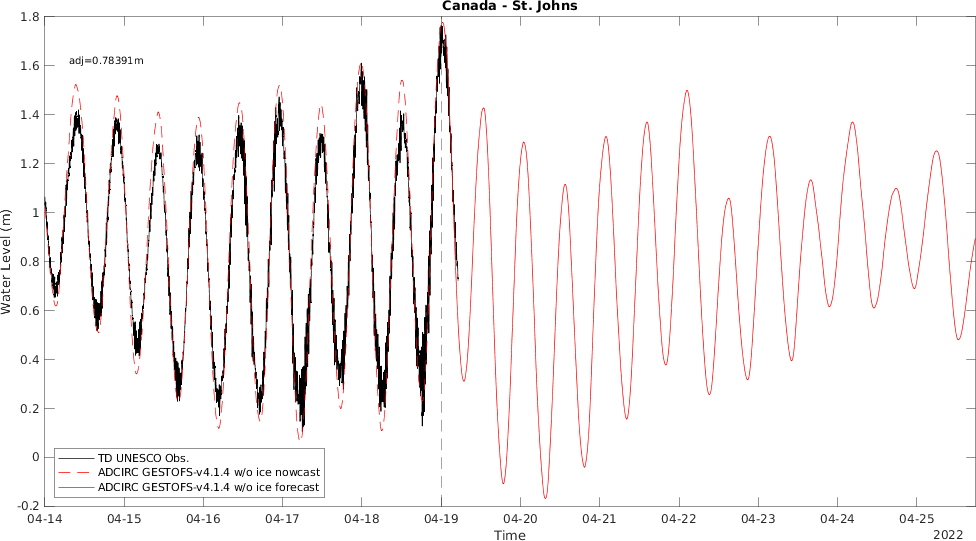 Canada - St. Johns
adj=0.78391m
Water Level (m)
1.8
1.6
1.4
1.2
1
0.8
0.6
0.4
0.2
0
-0.2
TD UNESCO Obs.
ADCIRC GESTOFS-v4.1.4 w/o ice nowcast
ADCIRC GESTOFS-v4.1.4 w/o ice forecast
04-14 04-15 04-16 04-17 04-18 04-19 04-20 04-21 04-22 04-23 04-24 04-25
Time
2022